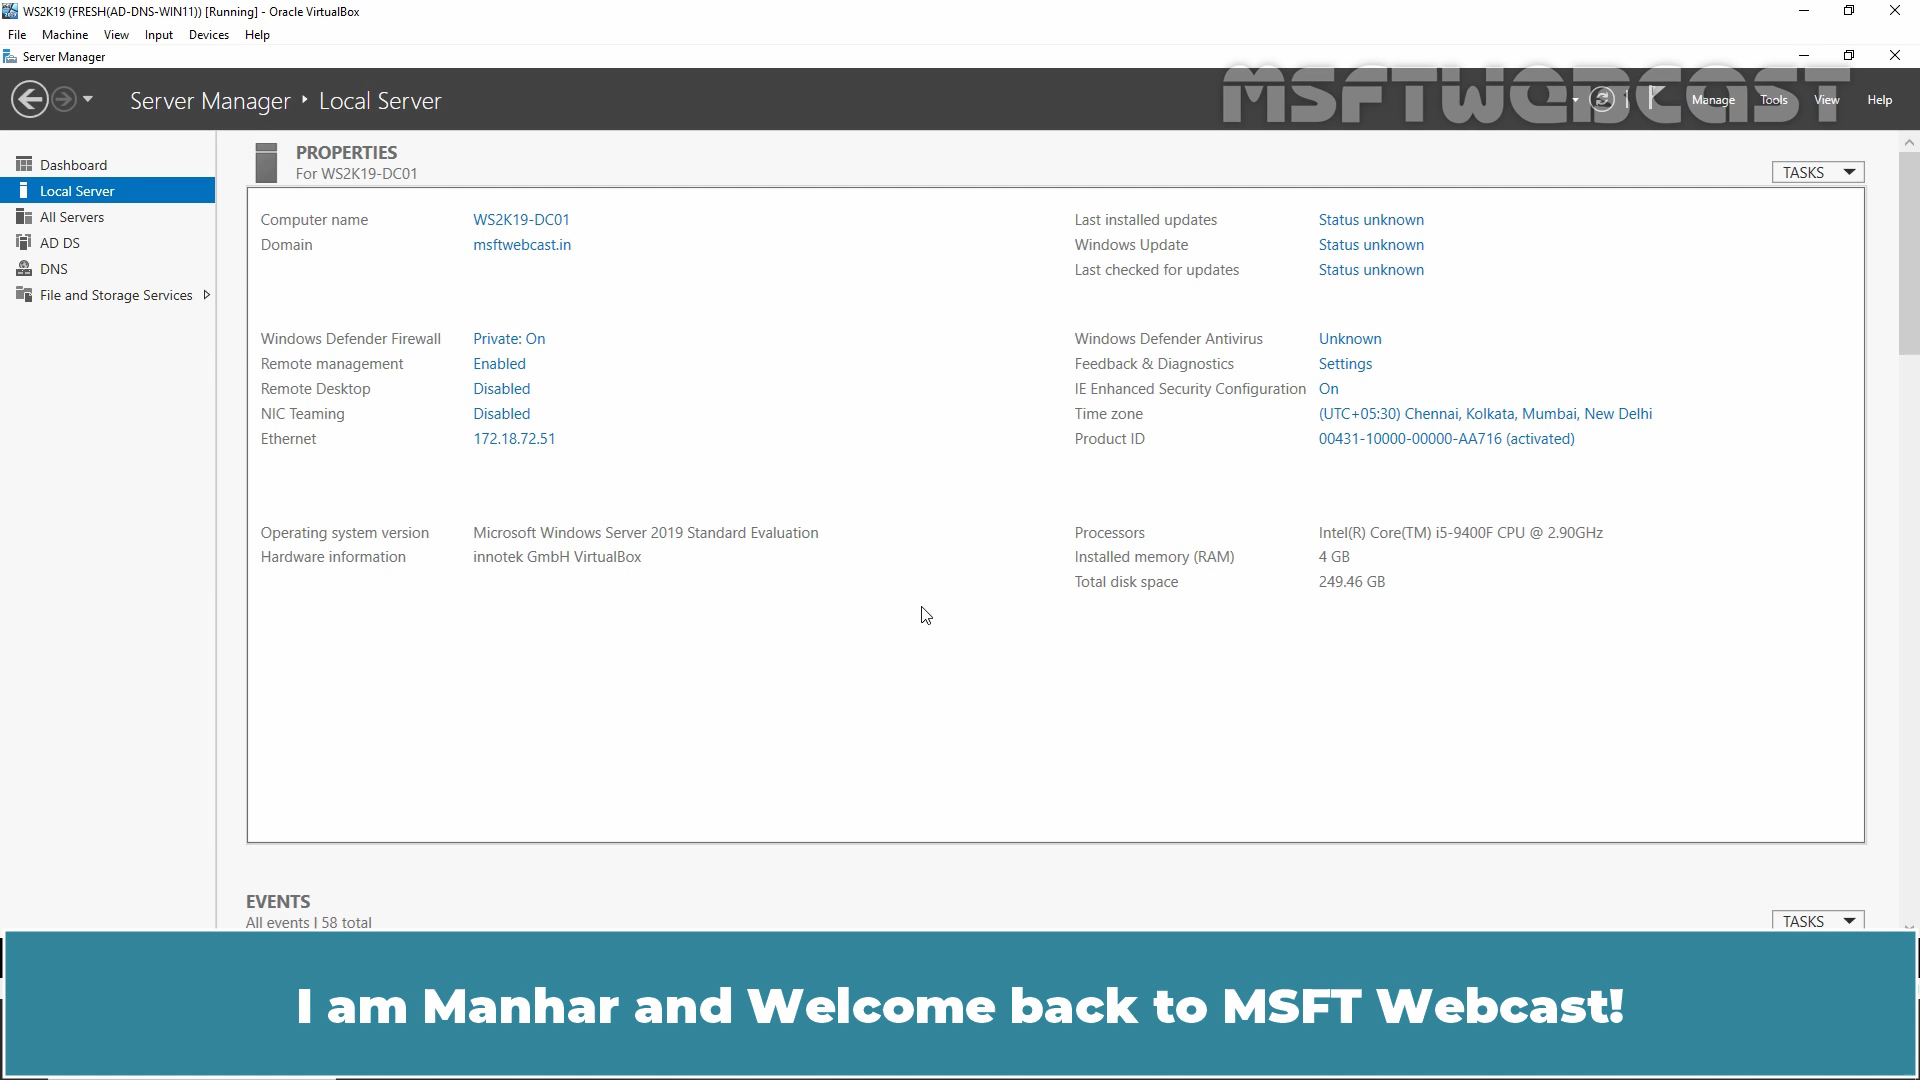 WS2K19 (FRESH(AD-DNS-WIN11)) [Running] - Oracle VirtualBox
File Machine View Input Devices Help
Server Manager
Server Manager Local Server
MSFTWEBCAST
Manage Tools View Help
Dashboard
Local Server
All Servers
AD DS
DNS
File and Storage Services
PROPERTIES
For WS2K19-DC01
TASKS
Computer name WS2K19-DC01
Domain msftwebcast.in
Last installed updates Status unknown
Windows Update Status unknown
Last checked for updates Status unknown
Windows Defender Firewall Private: On
Remote management Enabled
Remote Desktop Disabled
NIC Teaming Disabled
Ethernet 172.18.72.51
Windows Defender Antivirus Unknown
Feedback & Diagnostics Settings
IE Enhanced Security Configuration On
Time zone (UTC+05:30) Chennai, Kolkata, Mumbai, New Delhi
Product ID 00431-10000-00000-AA716 (activated)
Operating system version Microsoft Windows Server 2019 Standard Evaluation
Hardware information innotek GmbH VirtualBox
Processors Intel(R) Core(TM) i5-9400F CPU @ 2.90GHz
Installed memory (RAM) 4 GB
Total disk space 249.46 GB
EVENTS
All events | 58 total
TASKS
I am Manhar and Welcome back to MSFT Webcast!